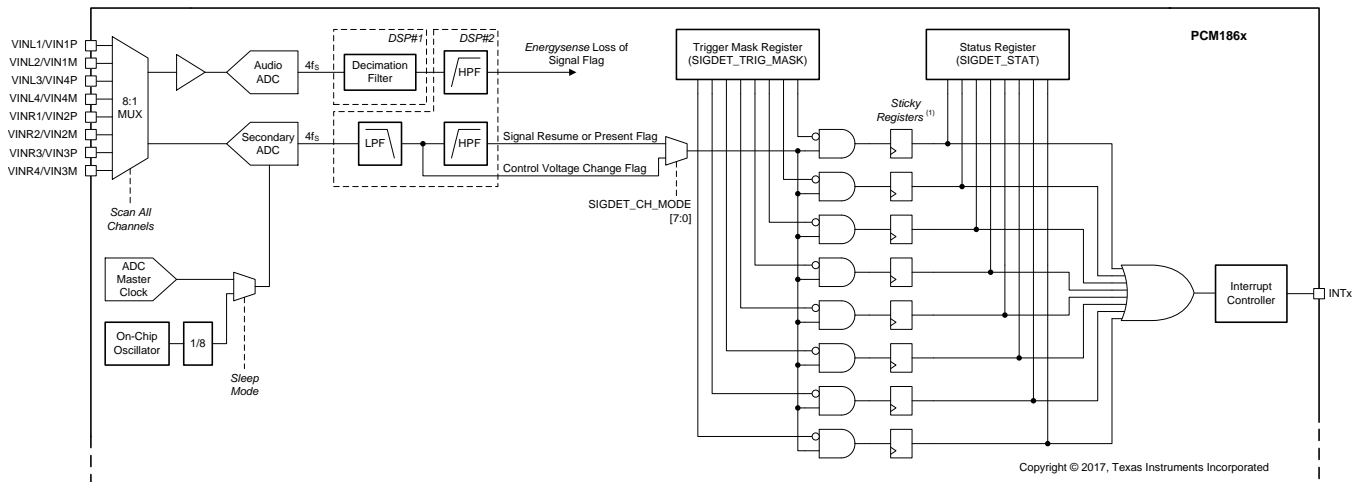 PCM186x
VINL1/VIN1P
VINL2/VIN1M
VINL3/VIN4P
VINL4/VIN4M
VINR1/VIN2P
VINR2/VIN2M
VINR3/VIN3P
VINR4/VIN3M
8:1
MUX
Scan All
Channels
Audio
ADC
4fS
DSP#1
Decimation
Filter
DSP#2
HPF
Energysense Loss of
Signal Flag
Secondary
ADC
4fS
LPF
HPF
Signal Resume or Present Flag
Control Voltage Change Flag
SIGDET_CH_MODE
[7:0]
ADC
Master
Clock
On-Chip
Oscillator
1/8
Sleep
Mode
Trigger Mask Register
(SIGDET_TRIG_MASK)
Status Register
(SIGDET_STAT)
Sticky
Registers (1)
Interrupt
Controller
INTx
Copyright © 2017, Texas Instruments Incorporated